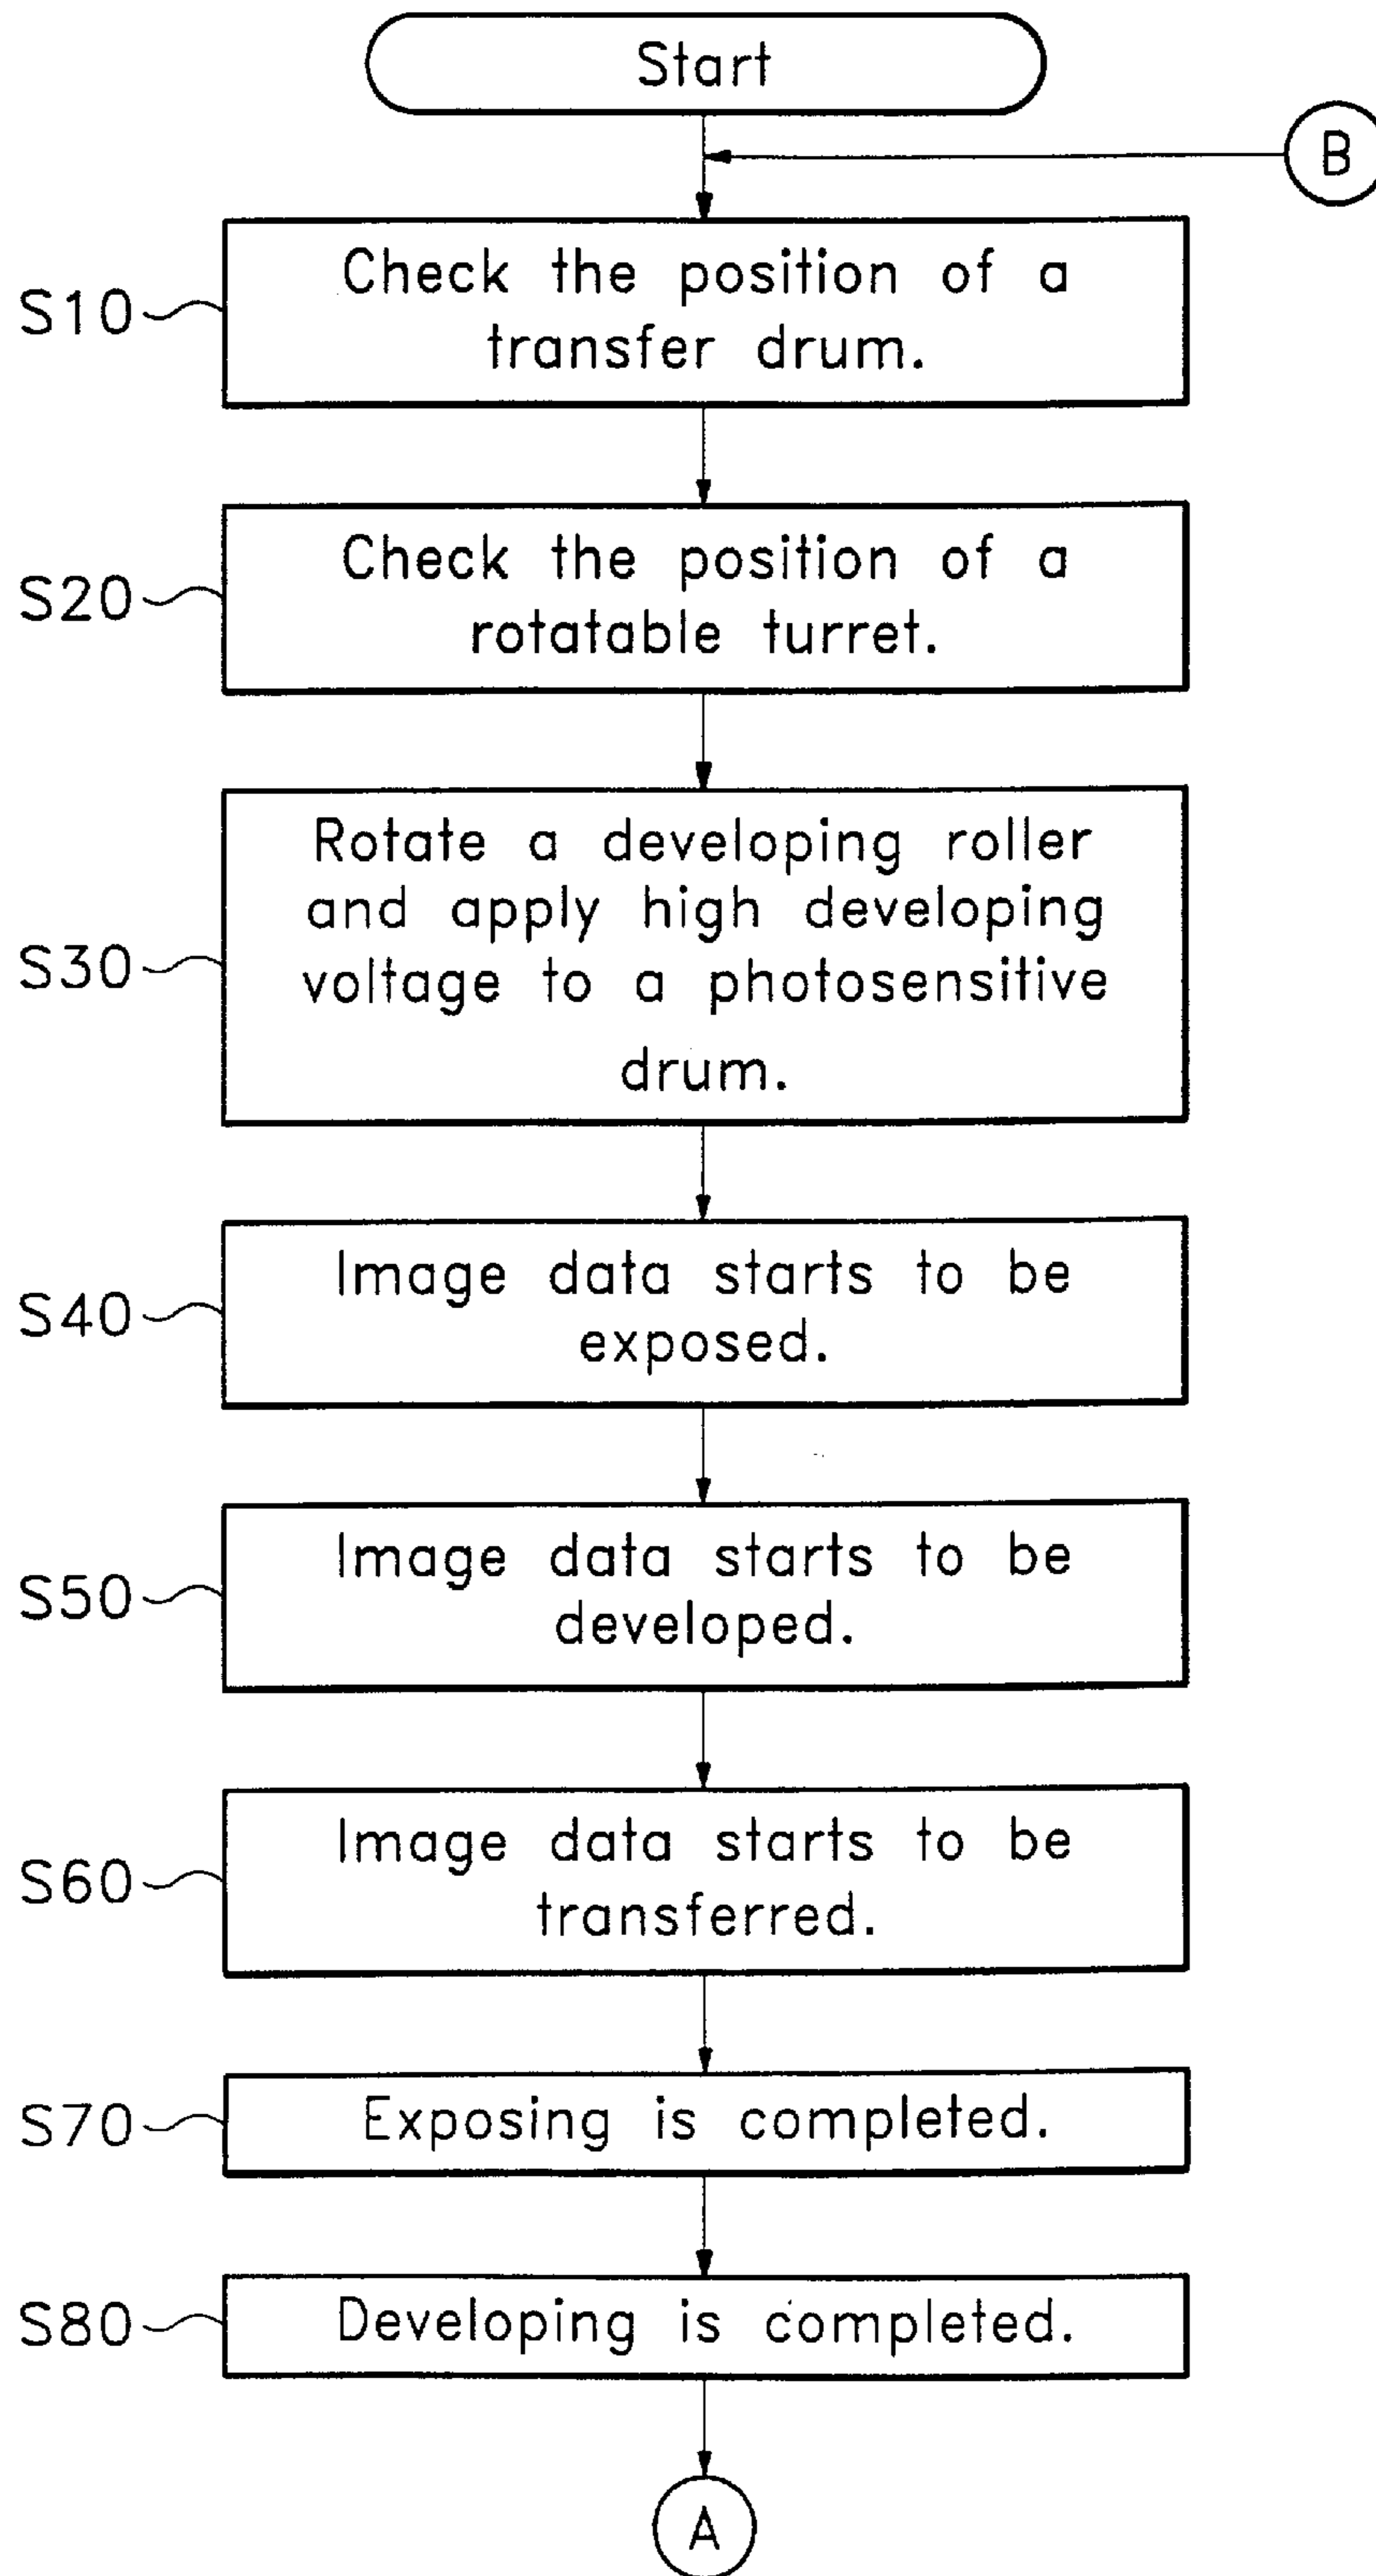 Start
B
S10
Check the position of a
transfer drum.
S20
Check the position of a
rotatable turret.
S30
Rotate a developing roller
and apply high developing
voltage to a photosensitive
drum.
S40
Image data starts to be
exposed.
S50
Image data starts to be
developed.
S60
Image data starts to be
transferred.
S70
Exposing is completed.
S80
Developing is completed.
A